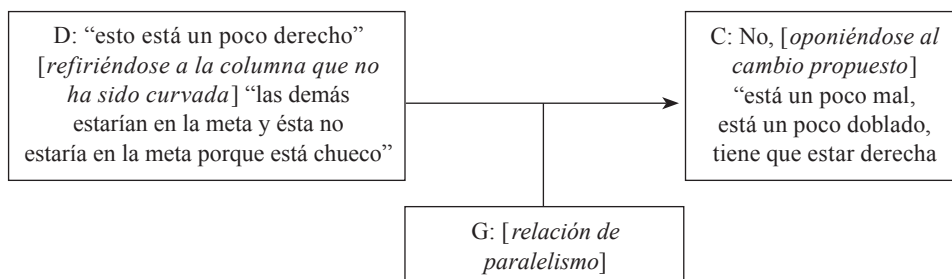 D: “esto está un poco derecho”
[refiriéndose a la columna que no
ha sido curvada] “las demás
estarían en la meta y ésta no
estaría en la meta porque está chueco”
C: No, [oponiéndose al
cambio propuesto]
“está un poco mal,
está un poco doblado,
tiene que estar derecha
G: [relación de
paralelismo]